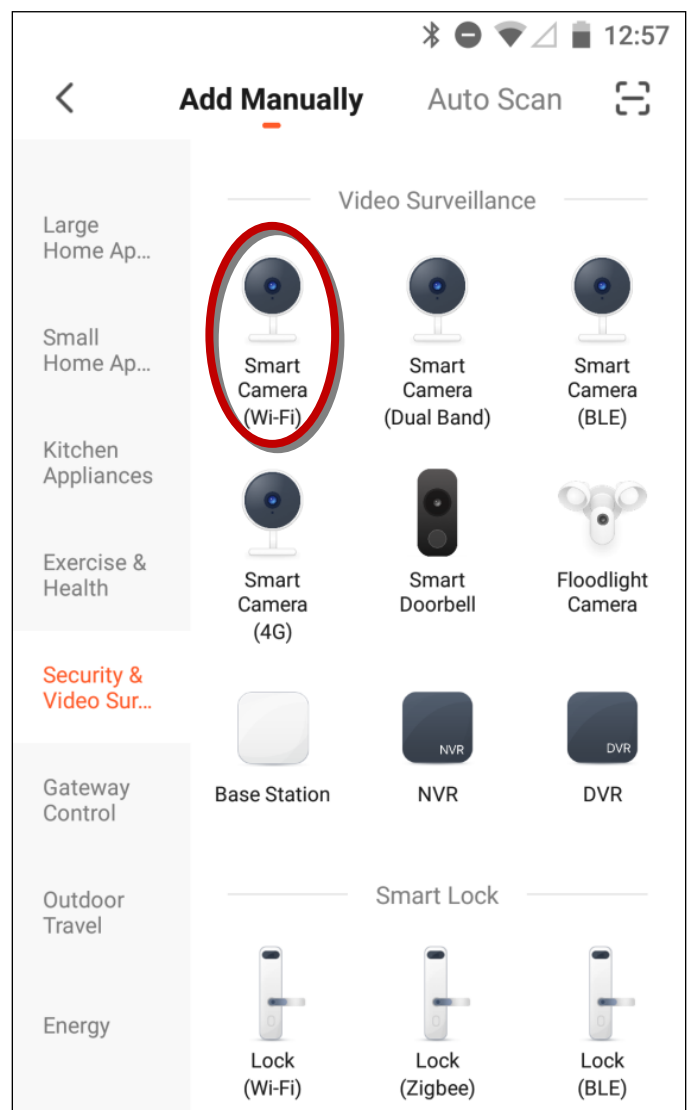 12:57
Add Manually
Auto Scan
Large
Home Ap...
Small
Home Ap...
Kitchen
Appliances
Exercise &
Health
Security &
Video Sur...
Gateway
Control
Outdoor
Travel
Energy
Video Surveillance
Smart
Camera
(Wi-Fi)
Smart
Camera
(Dual Band)
Smart
Camera
(BLE)
Smart
Camera
(4G)
Smart
Doorbell
Floodlight
Camera
Base Station
NVR
NVR
DVR
DVR
Smart Lock
Lock
(Wi-Fi)
Lock
(Zigbee)
Lock
(BLE)